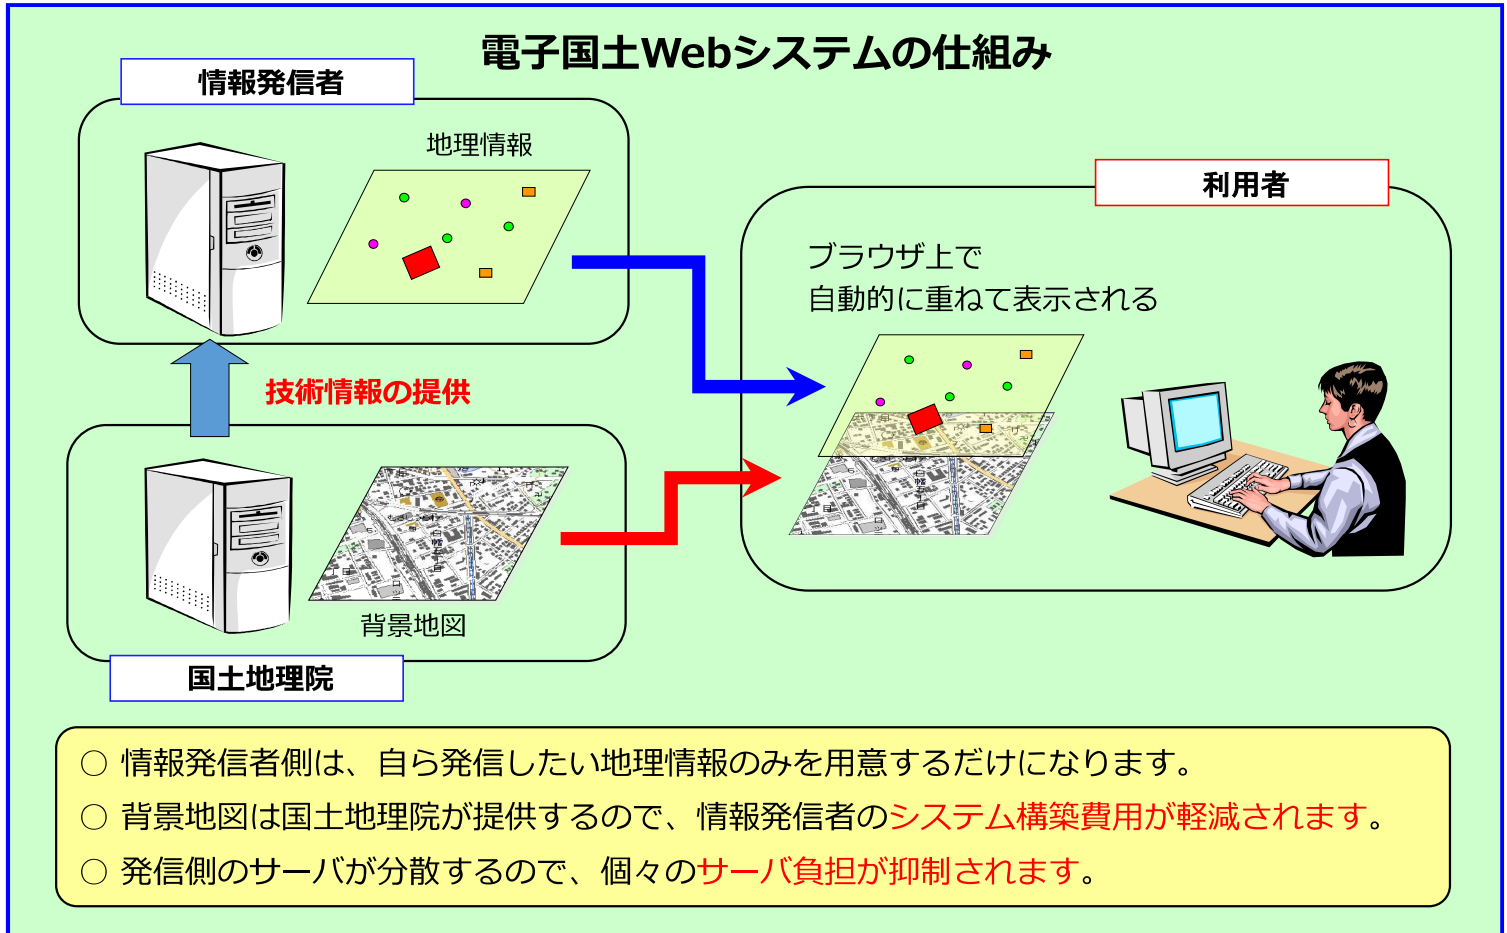 電子国土Webシステムの仕組み
情報発信者
地理情報
利用者
ブラウザ上で
自動的に重ねて表示される
技術情報の提供
背景地図
国土地理院
○ 情報発信者側は、自ら発信したい地理情報のみを用意するだけになります。
○ 背景地図は国土地理院が提供するので、情報発信者のシステム構築費用が軽減されます。
○ 発信側のサーバが分散するので、個々のサーバ負担が抑制されます。